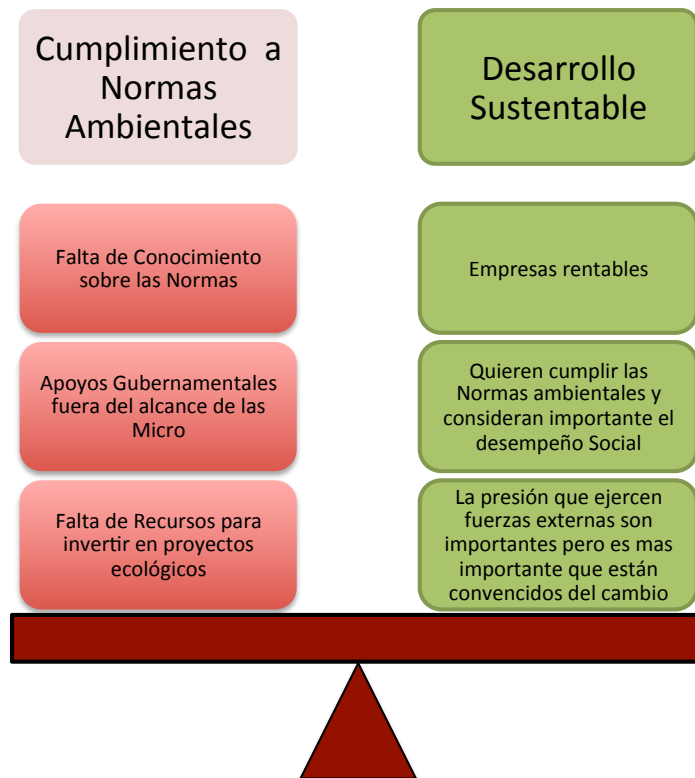 Cumplimiento a
Normas
Ambientales
Falta de Conocimiento
sobre las Normas
Apoyos Gubernamentales
fuera del alcance de las
Micro
Falta de Recursos para
invertir en proyectos
ecológicos
Desarrollo
Sustentable
Empresas rentables
Quieren cumplir las
Normas ambientales y
consideran importante el
desempeño Social
La presión que ejercen
fuerzas externas son
importantes pero es mas
importante que están
convencidos del cambio